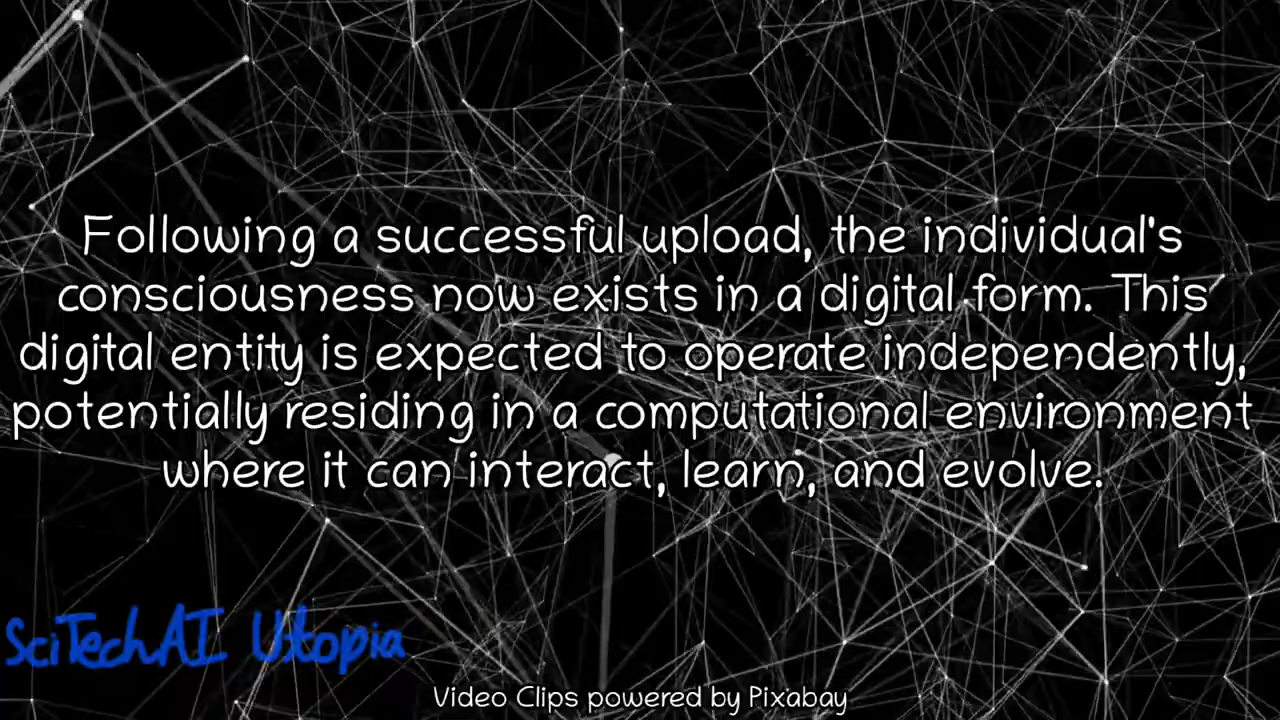 Following a successful upload, the individual's
consciousness now exists in a digital form. This
digital entity is expected to operate independently,
potentially residing in a computational environment
where it can interact, learn, and evolve.
SciTechAI Utopia
Video Clips powered by Pixabay